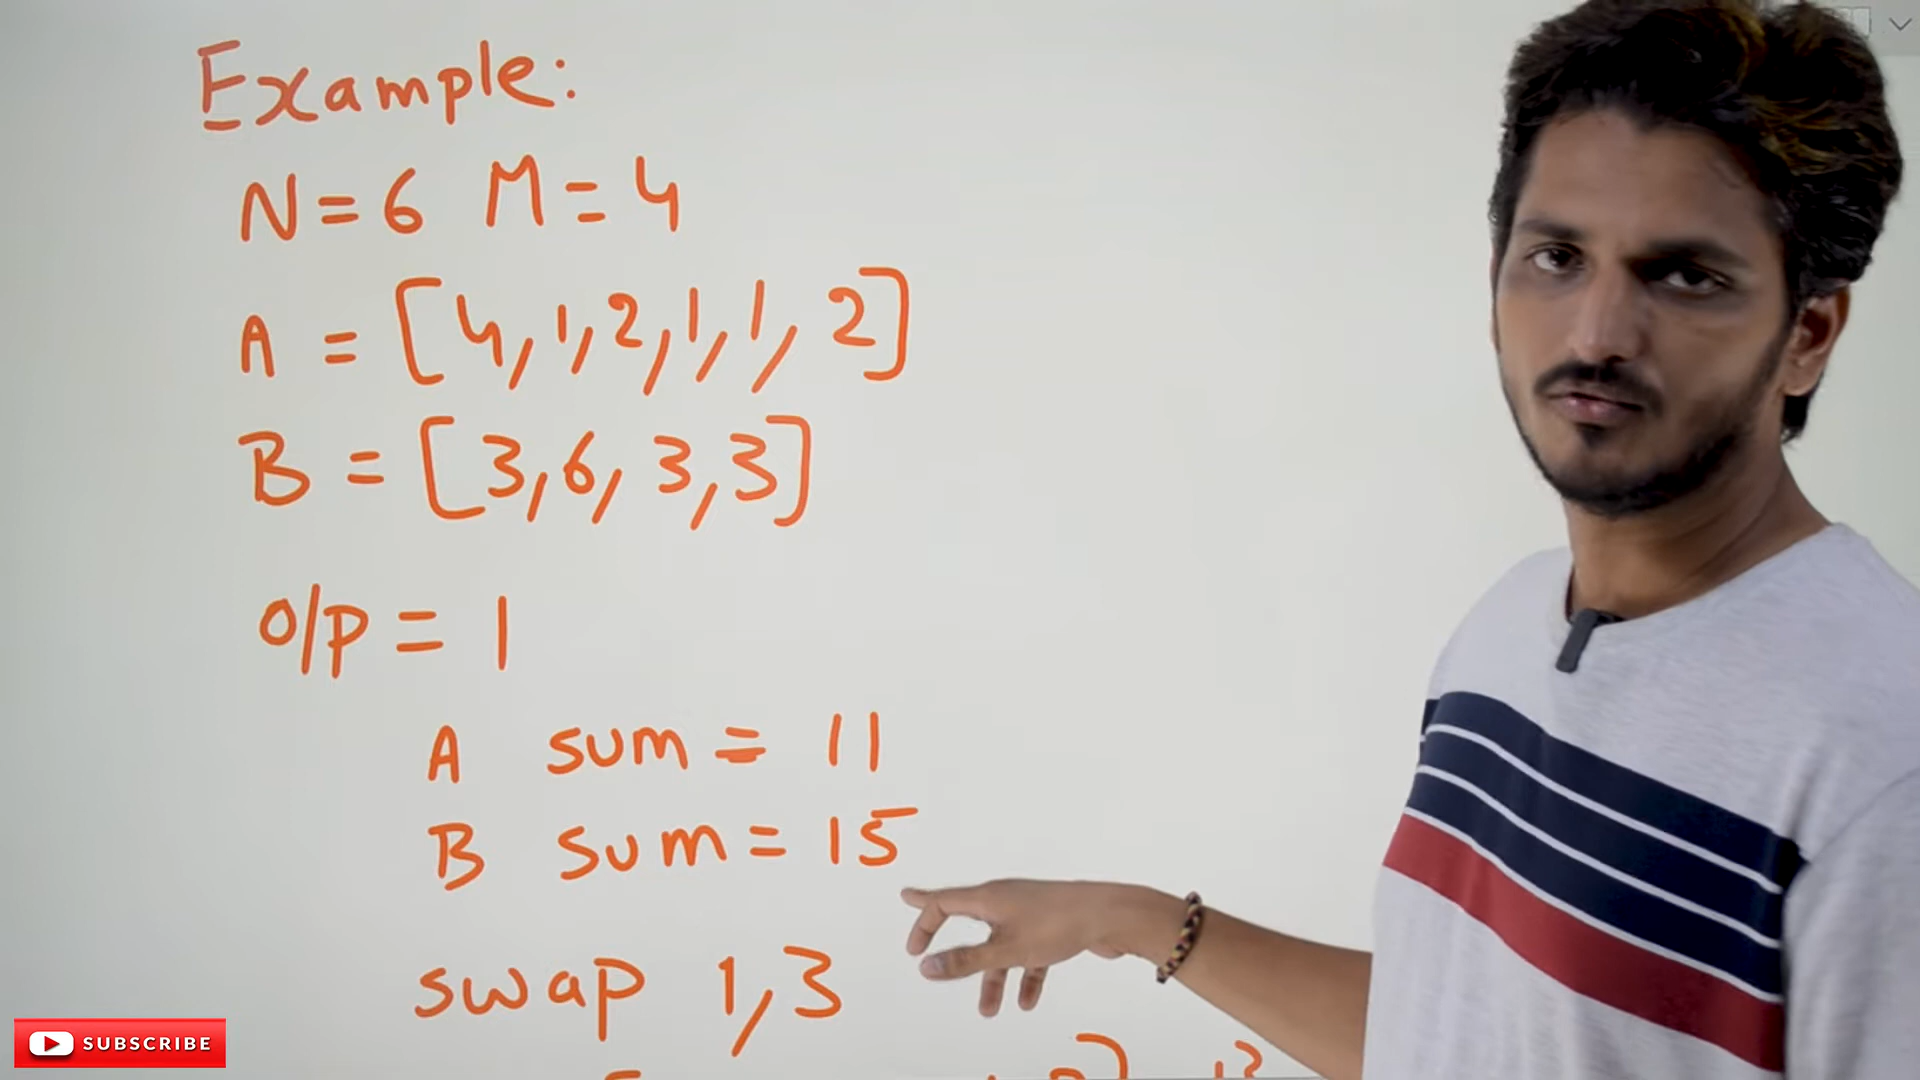 Example:
N = 6 M = 4
A = [4, 1, 2, 1, 1, 2]
B = [3, 6, 3, 3]
o/p = 1
A sum = 11
B sum = 15
swap 1, 3
SUBSCRIBE